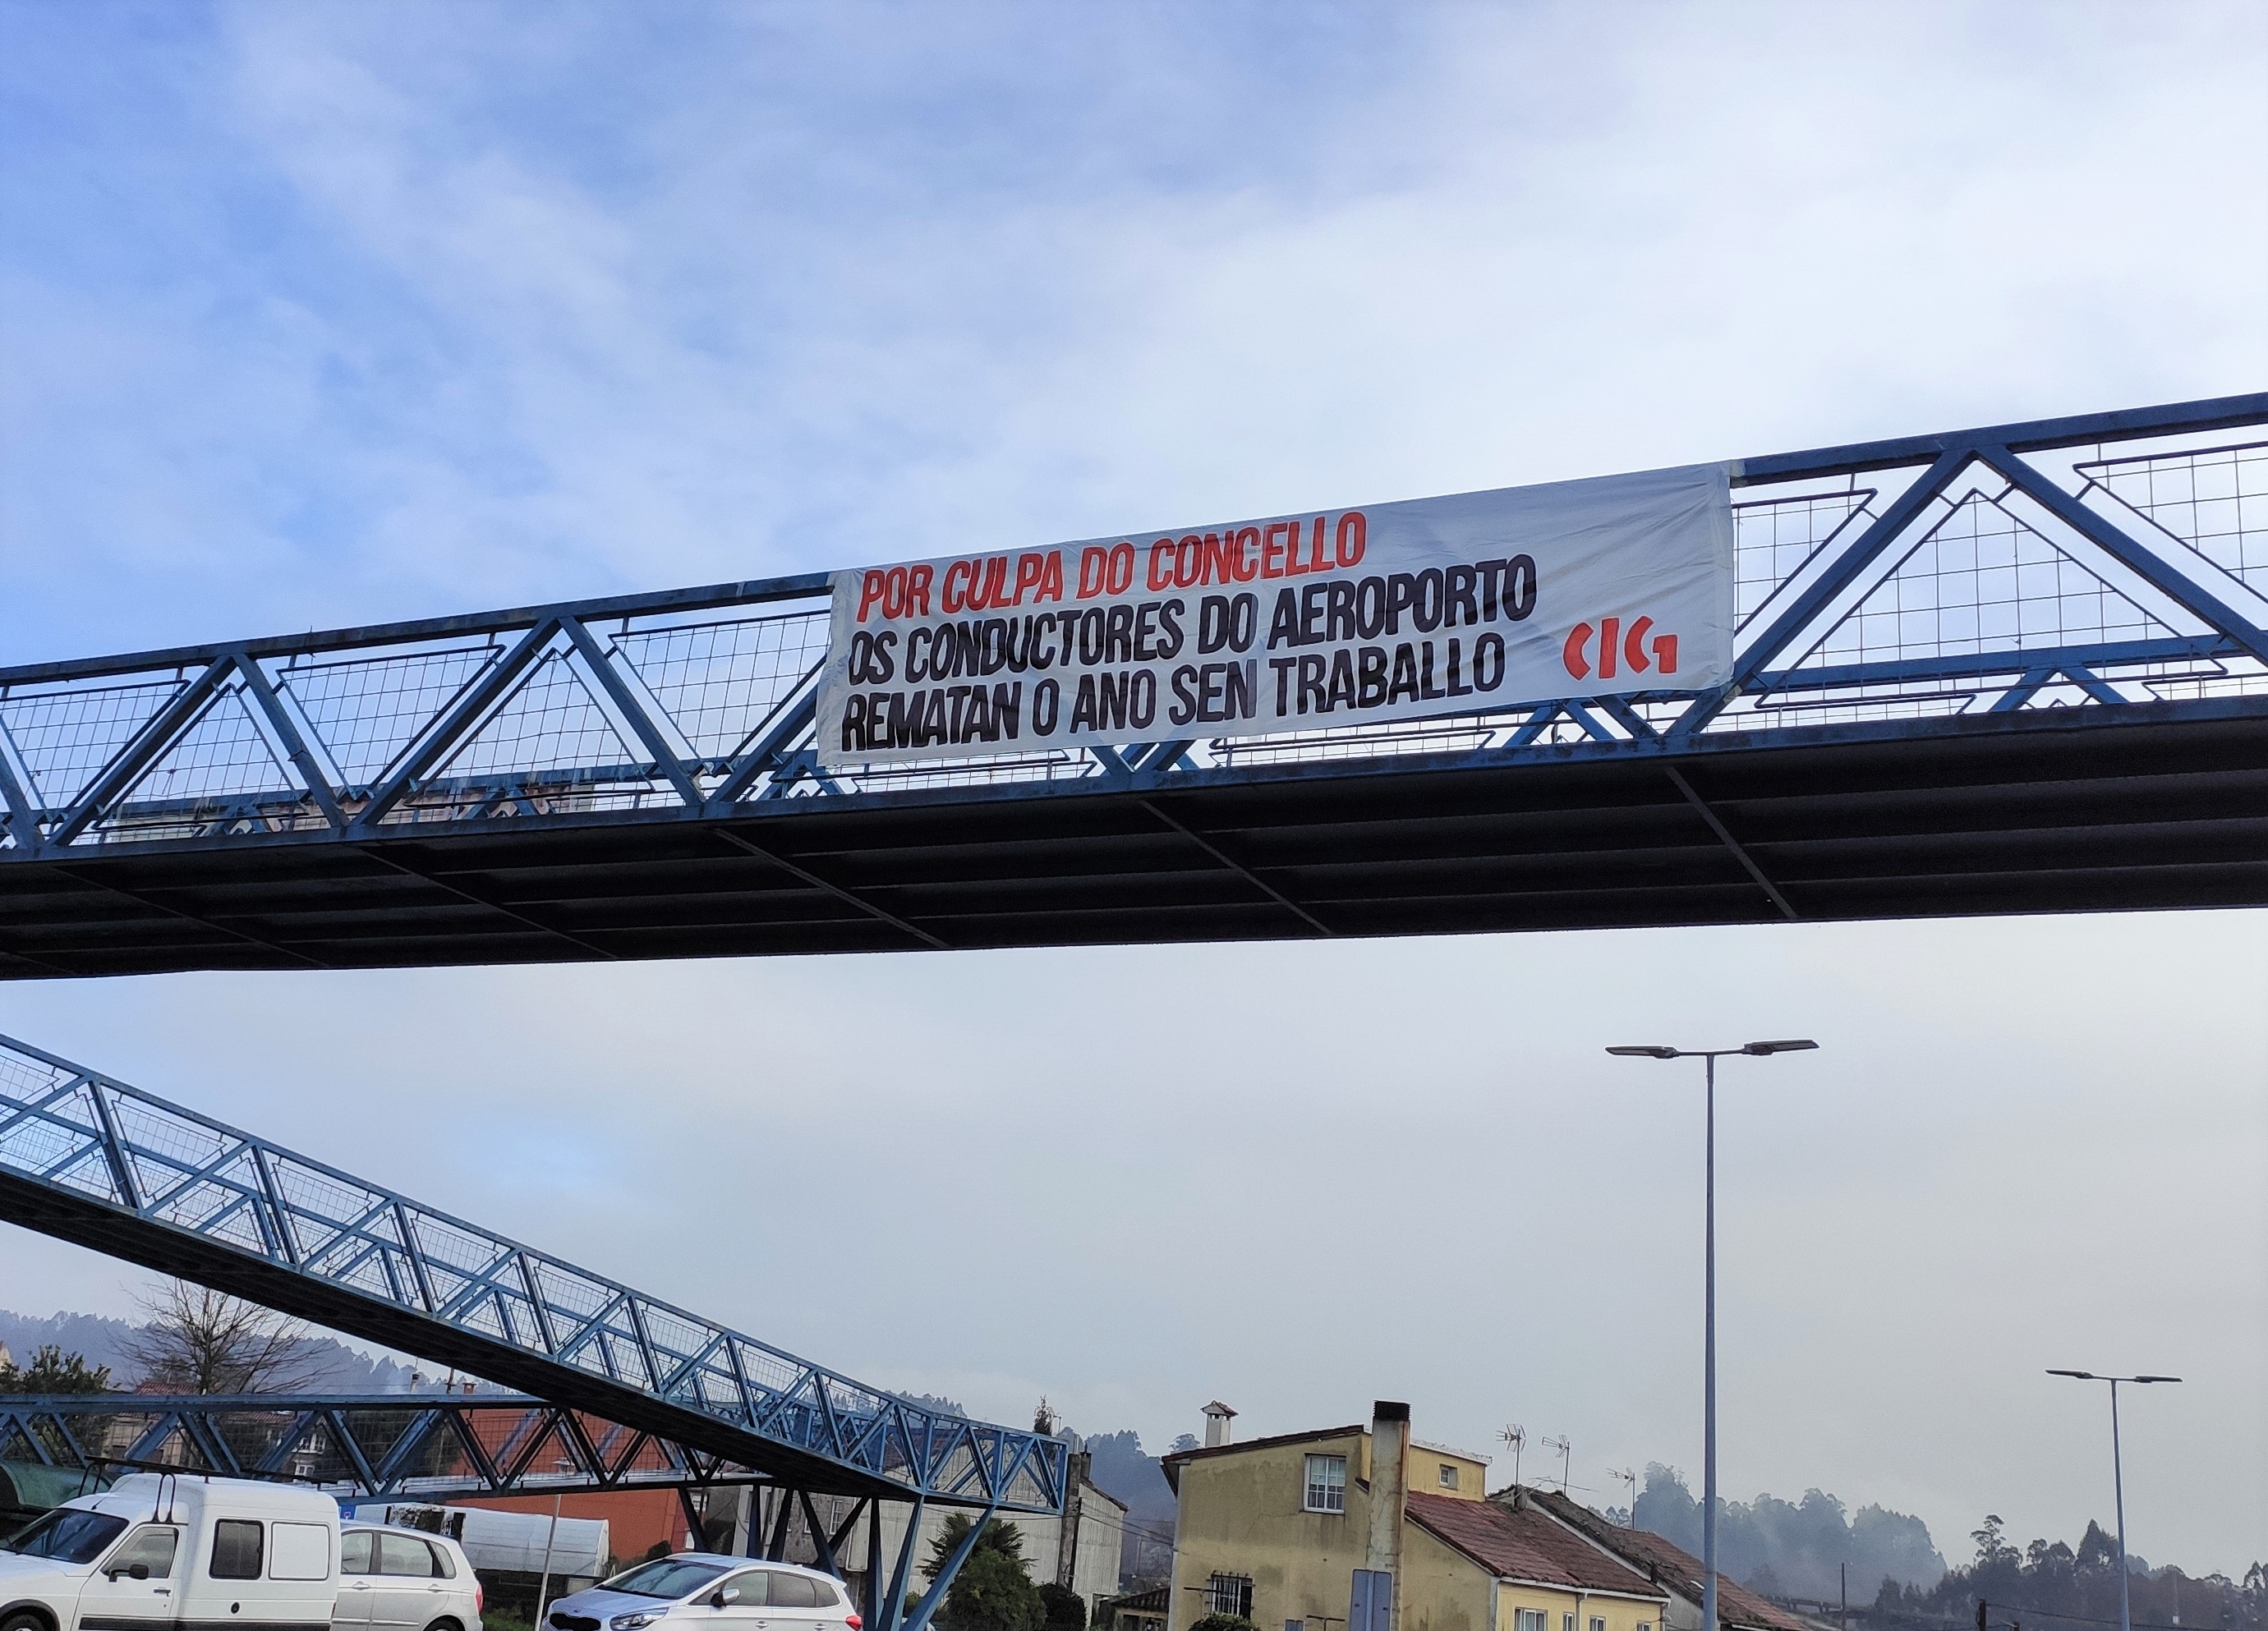 POR CULPA DO CONCELLO
OS CONDUCTORES DO AEROPORTO
REMATAN O ANO SEN TRABALLO
CIG